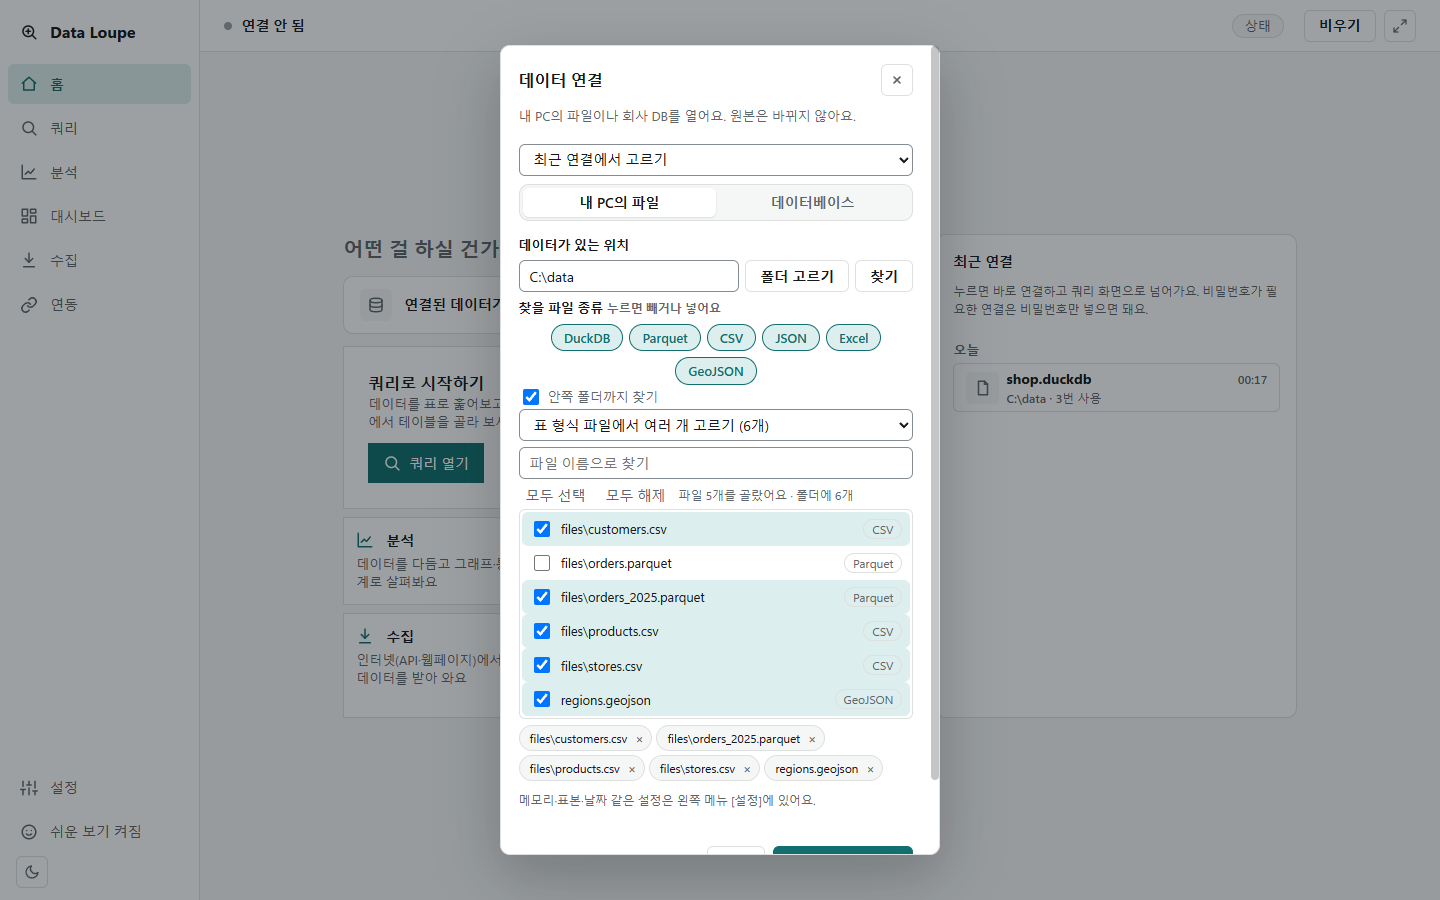 Data Loupe
홈
쿼리
분석
대시보드
수집
연동
설정
쉬운 보기 켜짐
연결 안 됨
상태
비우기
어떤 걸 하실 건가
연결된 데이터가
쿼리로 시작하기
데이터를 표로 훑어보고
에서 테이블을 골라 보시
쿼리 열기
분석
데이터를 다듬고 그래프·통
계로 살펴봐요
수집
인터넷(API·웹페이지)에서
데이터를 받아 와요
데이터 연결
×
내 PC의 파일이나 회사 DB를 열어요. 원본은 바뀌지 않아요.
최근 연결에서 고르기
내 PC의 파일
데이터베이스
데이터가 있는 위치
C:\data
폴더 고르기
찾기
찾을 파일 종류 누르면 빼거나 넣어요
DuckDB
Parquet
CSV
JSON
Excel
GeoJSON
안쪽 폴더까지 찾기
표 형식 파일에서 여러 개 고르기 (6개)
파일 이름으로 찾기
모두 선택
모두 해제
파일 5개를 골랐어요 · 폴더에 6개
files\customers.csv CSV
files\orders.parquet Parquet
files\orders_2025.parquet Parquet
files\products.csv CSV
files\stores.csv CSV
regions.geojson GeoJSON
files\customers.csv ×
files\orders_2025.parquet ×
files\products.csv ×
files\stores.csv ×
regions.geojson ×
메모리·표본·날짜 같은 설정은 왼쪽 메뉴 [설정]에 있어요.
최근 연결
누르면 바로 연결하고 쿼리 화면으로 넘어가요. 비밀번호가 필
요한 연결은 비밀번호만 넣으면 돼요.
오늘
shop.duckdb
00:17
C:\data · 3번 사용